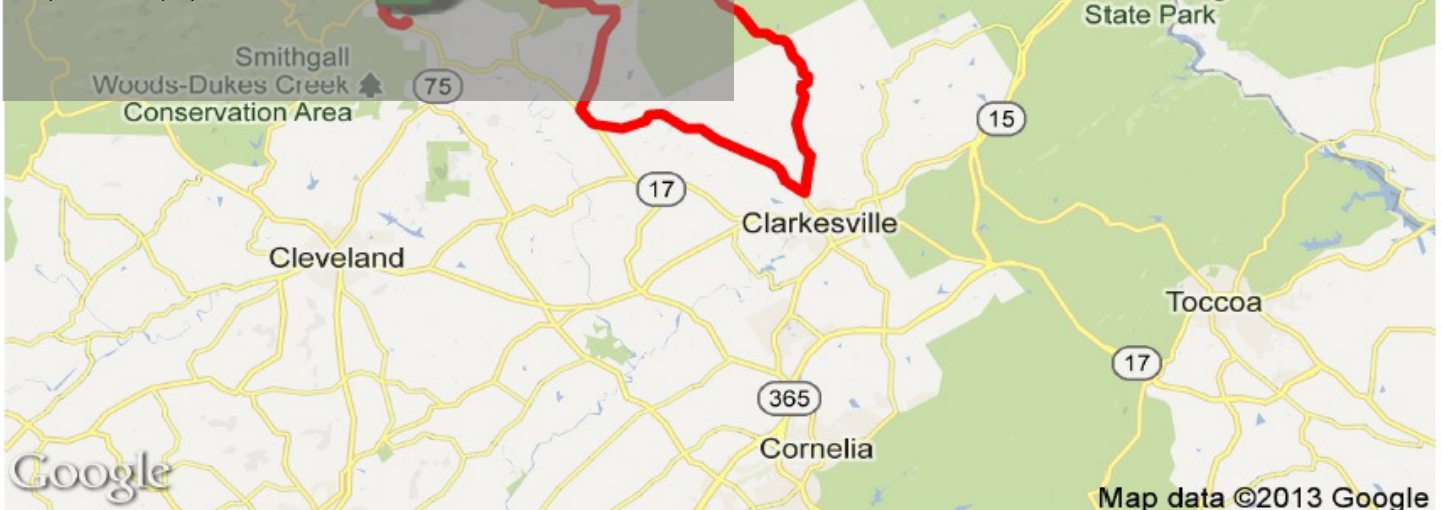 State Park
Smithgall
Woods-Dukes Creek
Conservation Area
75
15
17
Clarkesville
Cleveland
Toccoa
17
365
Cornelia
Google
Map data ©2013 Google